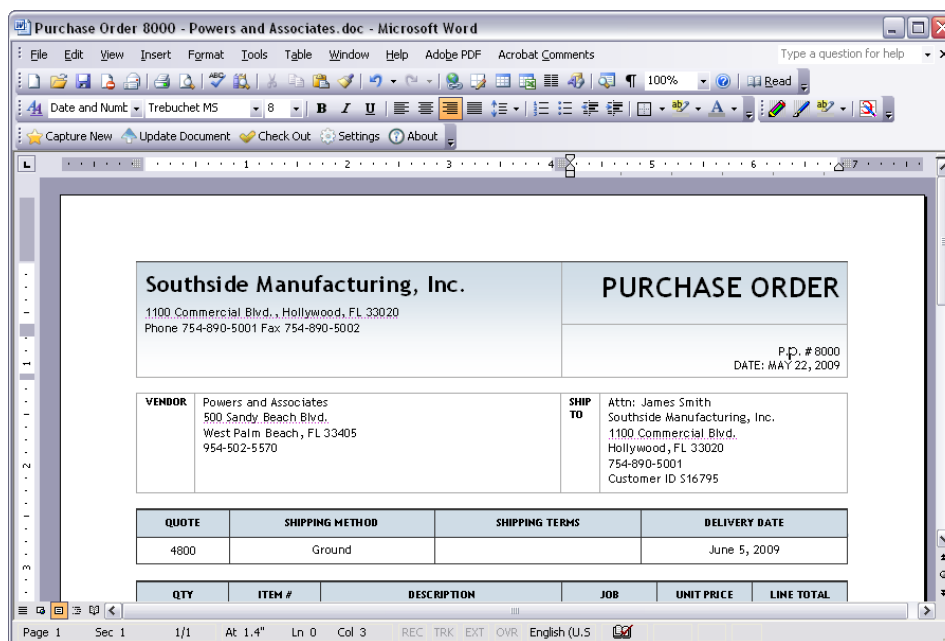 Purchase Order 8000 - Powers and Associates.doc - Microsoft Word
File Edit View Insert Format Tools Table Window Help Adobe PDF Acrobat Comments Type a question for help
100% Read
Date and Numb Trebuchet MS 8 B I U
Capture New Update Document Check Out Settings About
1 2 3 4 5 6 7
Southside Manufacturing, Inc.
1100 Commercial Blvd., Hollywood, FL 33020
Phone 754-890-5001 Fax 754-890-5002
PURCHASE ORDER
P.O. # 8000
DATE: MAY 22, 2009
VENDOR
Powers and Associates
500 Sandy Beach Blvd.
West Palm Beach, FL 33405
954-502-5570
SHIP TO
Attn: James Smith
Southside Manufacturing, Inc.
1100 Commercial Blvd.
Hollywood, FL 33020
754-890-5001
Customer ID S16795
QUOTE SHIPPING METHOD SHIPPING TERMS DELIVERY DATE
4800 Ground June 5, 2009
QTY ITEM # DESCRIPTION JOB UNIT PRICE LINE TOTAL
Page 1 Sec 1 1/1 At 1.4" Ln 0 Col 3 REC TRK EXT OVR English (U.S